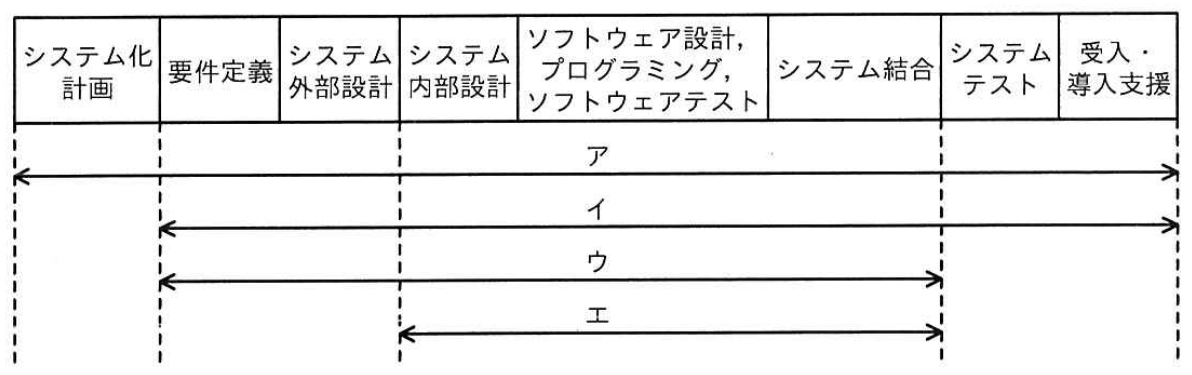 システム化
計画
要件定義
システム
外部設計
システム
内部設計
ソフトウェア設計,
プログラミング,
ソフトウェアテスト
システム結合
システム
テスト
受入・
導入支援
ア
イ
ウ
エ